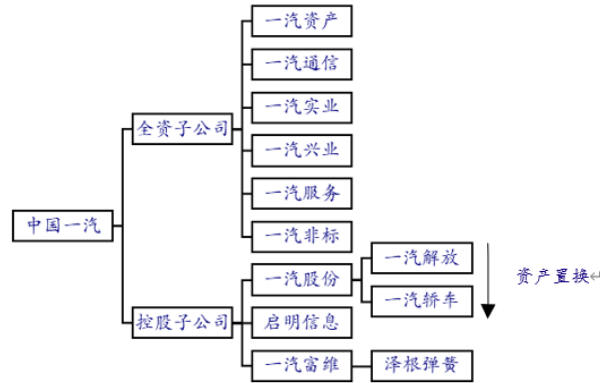 一汽资产
一汽通信
一汽实业
全资子公司
一汽兴业
一汽服务
中国一汽
一汽非标
一汽解放
一汽股份
资产置换
一汽轿车
控股子公司
启明信息
一汽富维
泽根弹簧